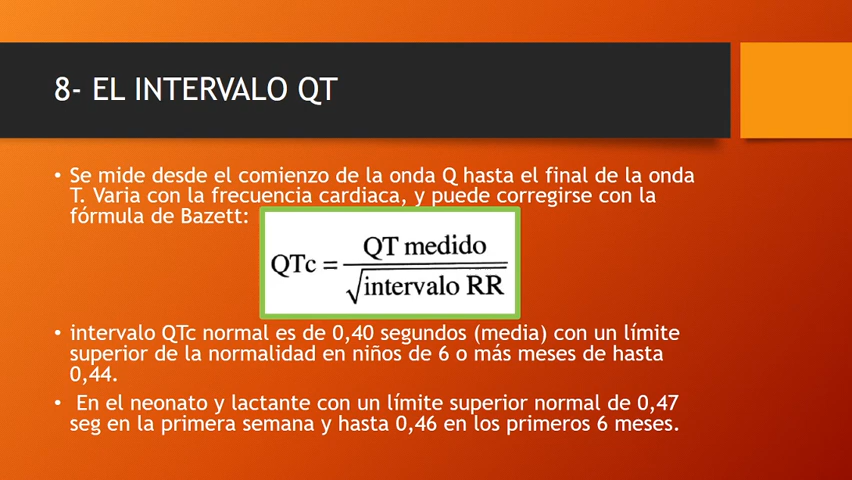 8- EL INTERVALO QT
• Se mide desde el comienzo de la onda Q hasta el final de la onda
T. Varia con la frecuencia cardiaca, y puede corregirse con la
fórmula de Bazett:
QTc = QT medido / √intervalo RR
• intervalo QTc normal es de 0,40 segundos (media) con un límite
superior de la normalidad en niños de 6 o más meses de hasta
0,44.
• En el neonato y lactante con un límite superior normal de 0,47
seg en la primera semana y hasta 0,46 en los primeros 6 meses.